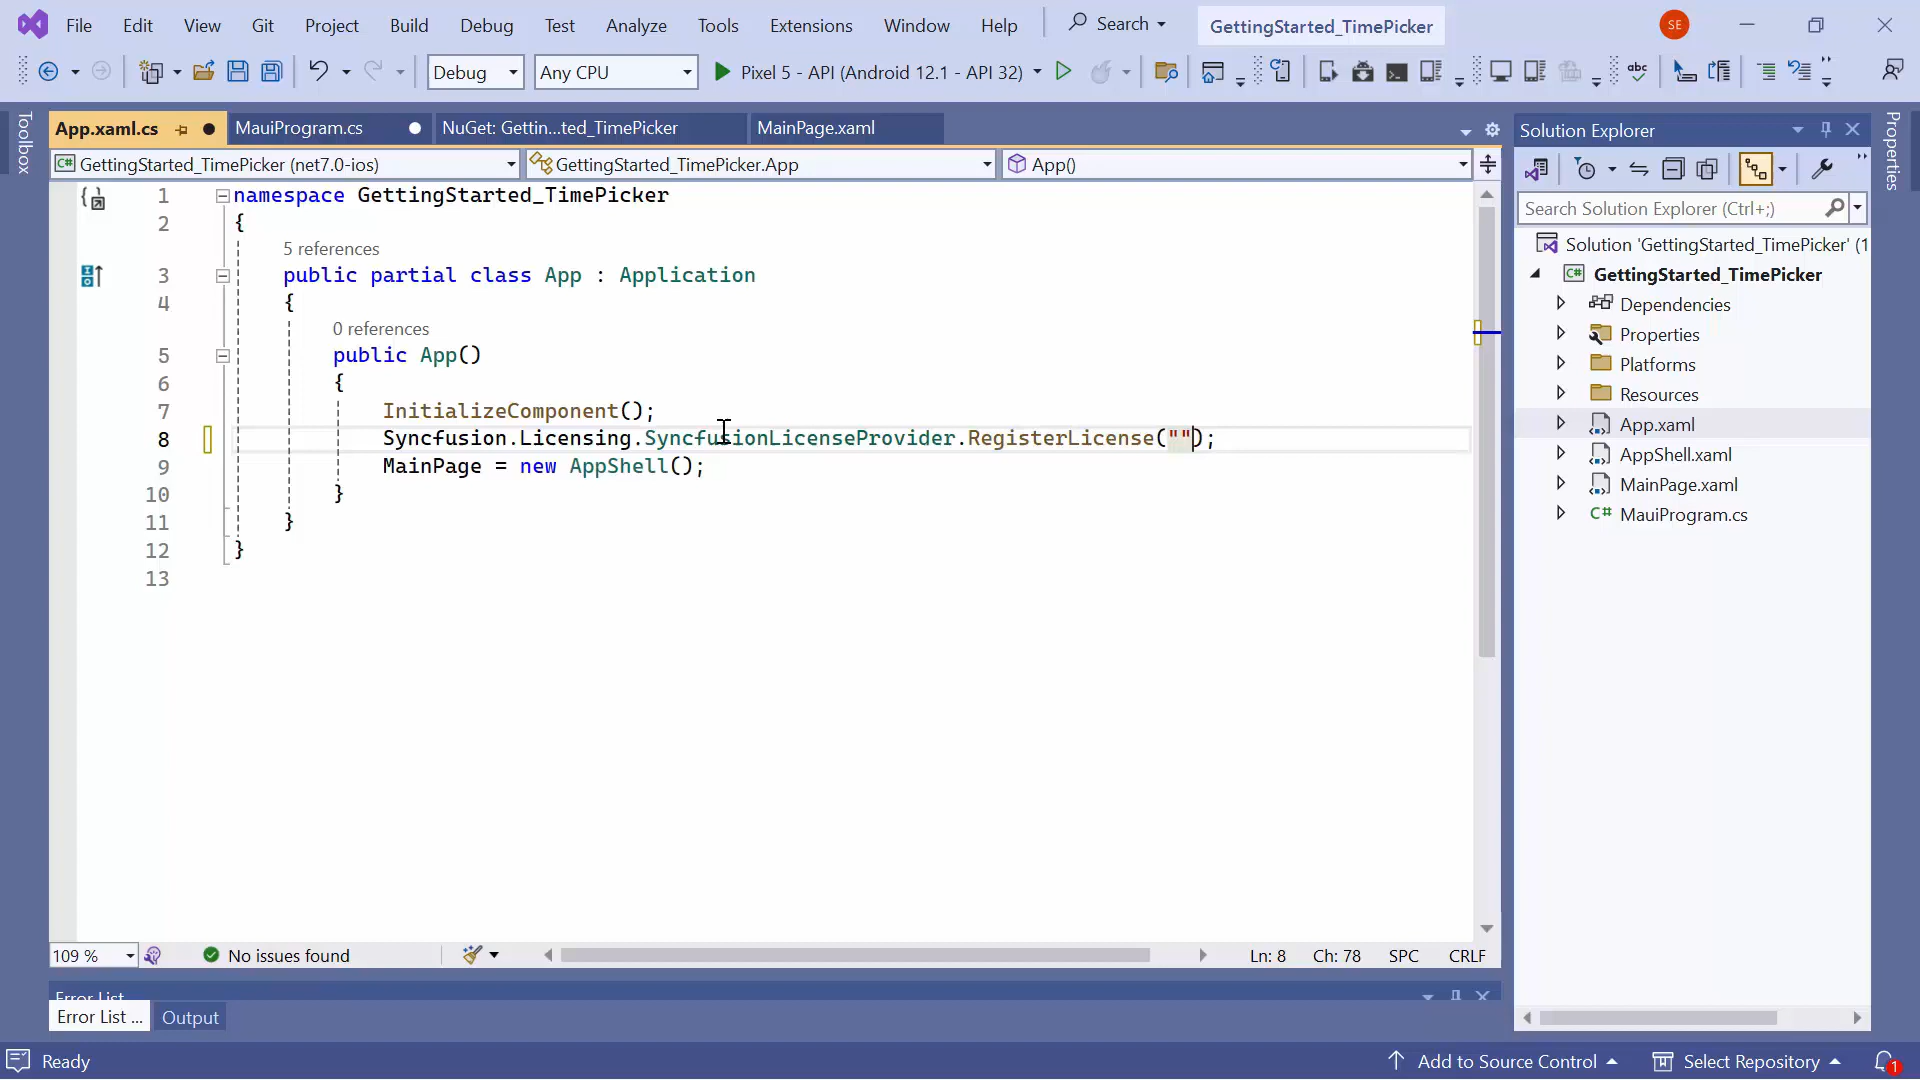 File Edit View Git Project Build Debug Test Analyze Tools Extensions Window Help Search GettingStarted_TimePicker SE
Debug Any CPU Pixel 5 - API (Android 12.1 - API 32) abc
Toolbox
App.xaml.cs MauiProgram.cs NuGet: Gettin...ted_TimePicker MainPage.xaml
C# GettingStarted_TimePicker (net7.0-ios) GettingStarted_TimePicker.App App()
1 namespace GettingStarted_TimePicker
2 {
5 references
3 public partial class App : Application
4 {
0 references
5 public App()
6 {
7 InitializeComponent();
8 Syncfusion.Licensing.SyncfusionLicenseProvider.RegisterLicense("");
9 MainPage = new AppShell();
10 }
11 }
12 }
13
109 % No issues found Ln: 8 Ch: 78 SPC CRLF
Error List
Error List ... Output
Solution Explorer
Search Solution Explorer (Ctrl+;)
Solution 'GettingStarted_TimePicker' (1
C# GettingStarted_TimePicker
Dependencies
Properties
Platforms
Resources
App.xaml
AppShell.xaml
MainPage.xaml
C# MauiProgram.cs
Properties
Ready Add to Source Control Select Repository 1